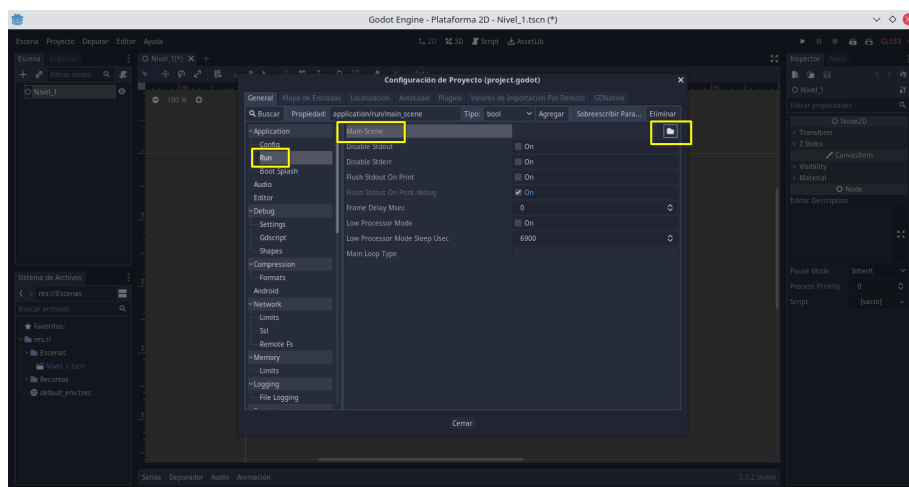 Godot Engine - Plataforma 2D - Nivel_1.tscn (*)
Escena Proyecto Depurar Editor Ayuda
2D 3D Script AssetLib
GLES3
Escena Importar
Nivel_1(*)
Inspector Nodo
Filtrar nodos
Nivel_1
100 %
Configuración de Proyecto (project.godot)
General Mapa de Entradas Localización AutoLoad Plugins Valores de Importacion Por Defecto GDNative
Buscar Propiedad: application/run/main_scene Tipo: bool Agregar Sobreescribir Para... Eliminar
Application
Config
Run
Boot Splash
Audio
Editor
Debug
Settings
Gdscript
Shapes
Compression
Formats
Android
Network
Limits
Ssl
Remote Fs
Memory
Limits
Logging
File Logging
Main Scene
Disable Stdout On
Disable Stderr On
Flush Stdout On Print On
Flush Stdout On Print.debug On
Frame Delay Msec 0
Low Processor Mode On
Low Processor Mode Sleep Usec 6900
Main Loop Type
Cerrar
Nivel_1
Filtrar propiedades
Node2D
Transform
Z Index
CanvasItem
Visibility
Material
Node
Editor Description
Pause Mode Inherit
Process Priority 0
Script [vacío]
Sistema de Archivos
res://Escenas
Buscar archivos
Favoritos:
res://
Escenas
Nivel_1.tscn
Recursos
default_env.tres
Salida Depurador Audio Animación
3.3.2.stable